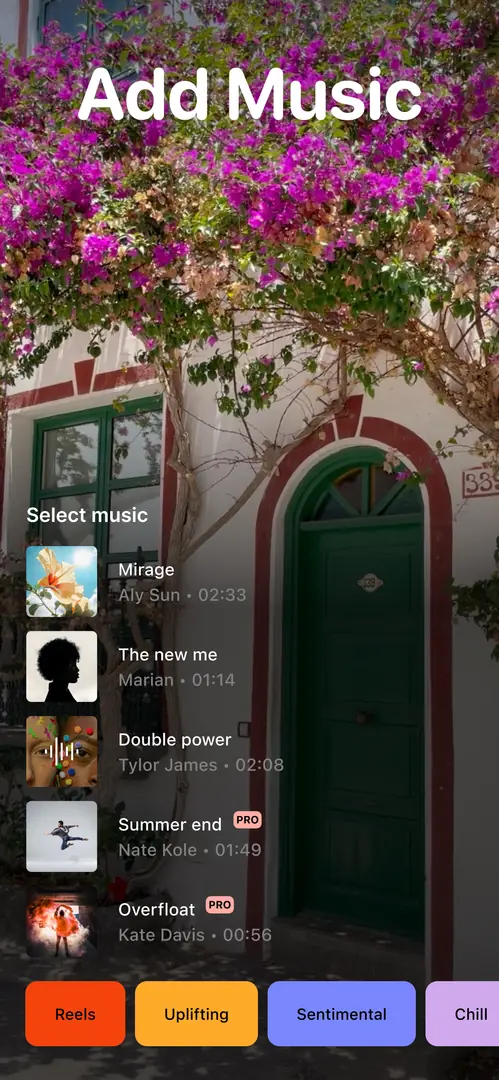 Add Music
Select music
Mirage
Aly Sun • 02:33
The new me
Marian • 01:14
Double power
Tylor James • 02:08
Summer end PRO
Nate Kole • 01:49
Overfloat PRO
Kate Davis • 00:56
Reels Uplifting Sentimental Chill